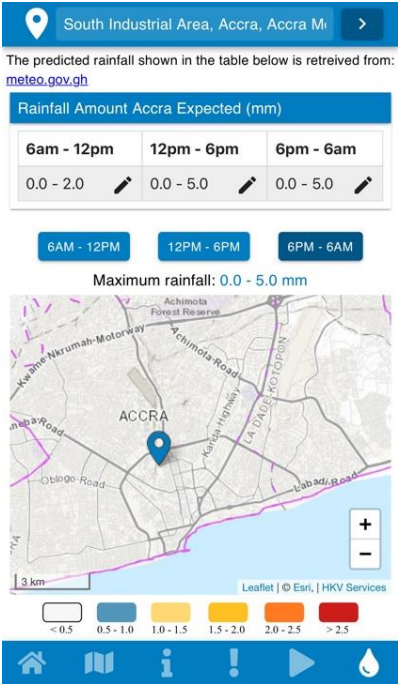 South Industrial Area, Accra, Accra M
The predicted rainfall shown in the table below is retreived from:
meteo.gov.gh
Rainfall Amount Accra Expected (mm)
6am - 12pm 12pm - 6pm 6pm - 6am
0.0 - 2.0 0.0 - 5.0 0.0 - 5.0
6AM - 12PM 12PM - 6PM 6PM - 6AM
Maximum rainfall: 0.0 - 5.0 mm
Achimota
Forest Reserve
Kwame-Nkrumah-Motorway
Achimota-Road
LA DADE-KOTOPON
Kanda-Highway
ACCRA
neba-Road
Oblogo Road
Labadi-Road
RA
+
−
3 km
Leaflet | © Esri, | HKV Services
< 0.5 0.5 - 1.0 1.0 - 1.5 1.5 - 2.0 2.0 - 2.5 > 2.5